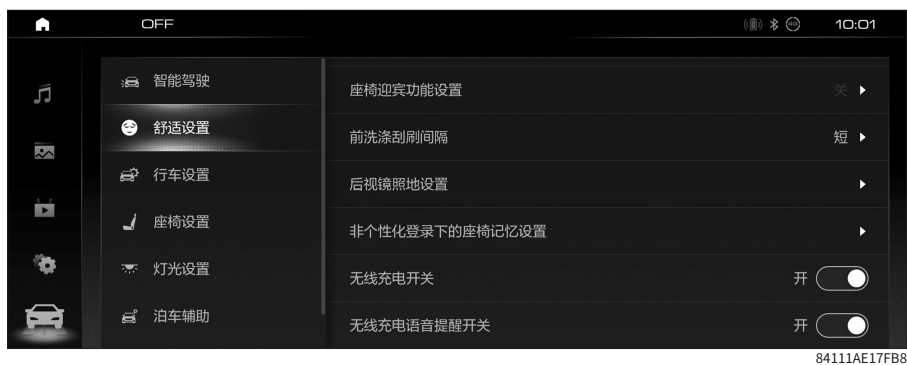 OFF 4G 10:01
智能驾驶
舒适设置
行车设置
座椅设置
灯光设置
泊车辅助
座椅迎宾功能设置 关
前洗涤刮刷间隔 短
后视镜照地设置
非个性化登录下的座椅记忆设置
无线充电开关 开
无线充电语音提醒开关 开
84111AE17FB8